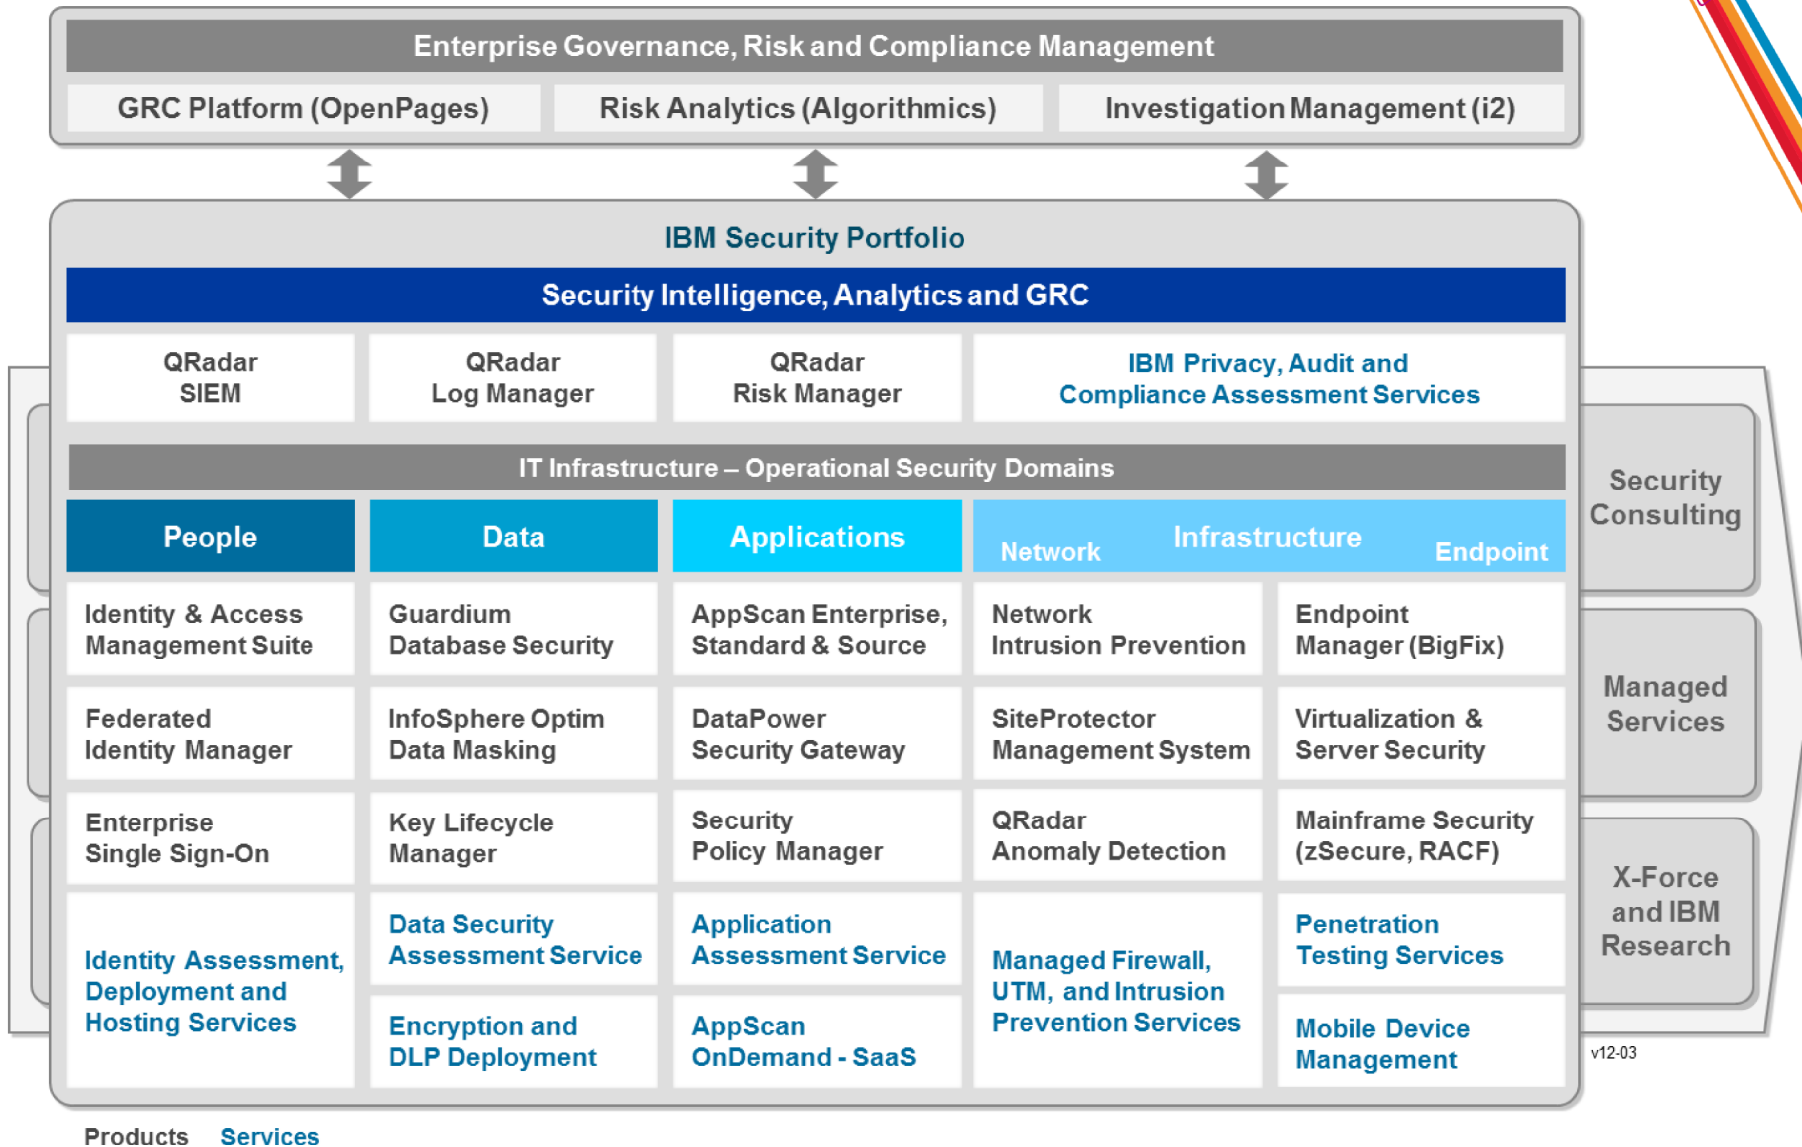 Enterprise Governance, Risk and Compliance Management
GRC Platform (OpenPages)
Risk Analytics (Algorithmics)
Investigation Management (i2)
IBM Security Portfolio
Security Intelligence, Analytics and GRC
QRadar
SIEM
QRadar
Log Manager
QRadar
Risk Manager
IBM Privacy, Audit and
Compliance Assessment Services
IT Infrastructure – Operational Security Domains
People
Data
Applications
Infrastructure
Network
Endpoint
Identity & Access
Management Suite
Guardium
Database Security
AppScan Enterprise,
Standard & Source
Network
Intrusion Prevention
Endpoint
Manager (BigFix)
Federated
Identity Manager
InfoSphere Optim
Data Masking
DataPower
Security Gateway
SiteProtector
Management System
Virtualization &
Server Security
Enterprise
Single Sign-On
Key Lifecycle
Manager
Security
Policy Manager
QRadar
Anomaly Detection
Mainframe Security
(zSecure, RACF)
Identity Assessment,
Deployment and
Hosting Services
Data Security
Assessment Service
Application
Assessment Service
Managed Firewall,
UTM, and Intrusion
Prevention Services
Penetration
Testing Services
Encryption and
DLP Deployment
AppScan
OnDemand - SaaS
Mobile Device
Management
Security
Consulting
Managed
Services
X-Force
and IBM
Research
v12-03
Products Services